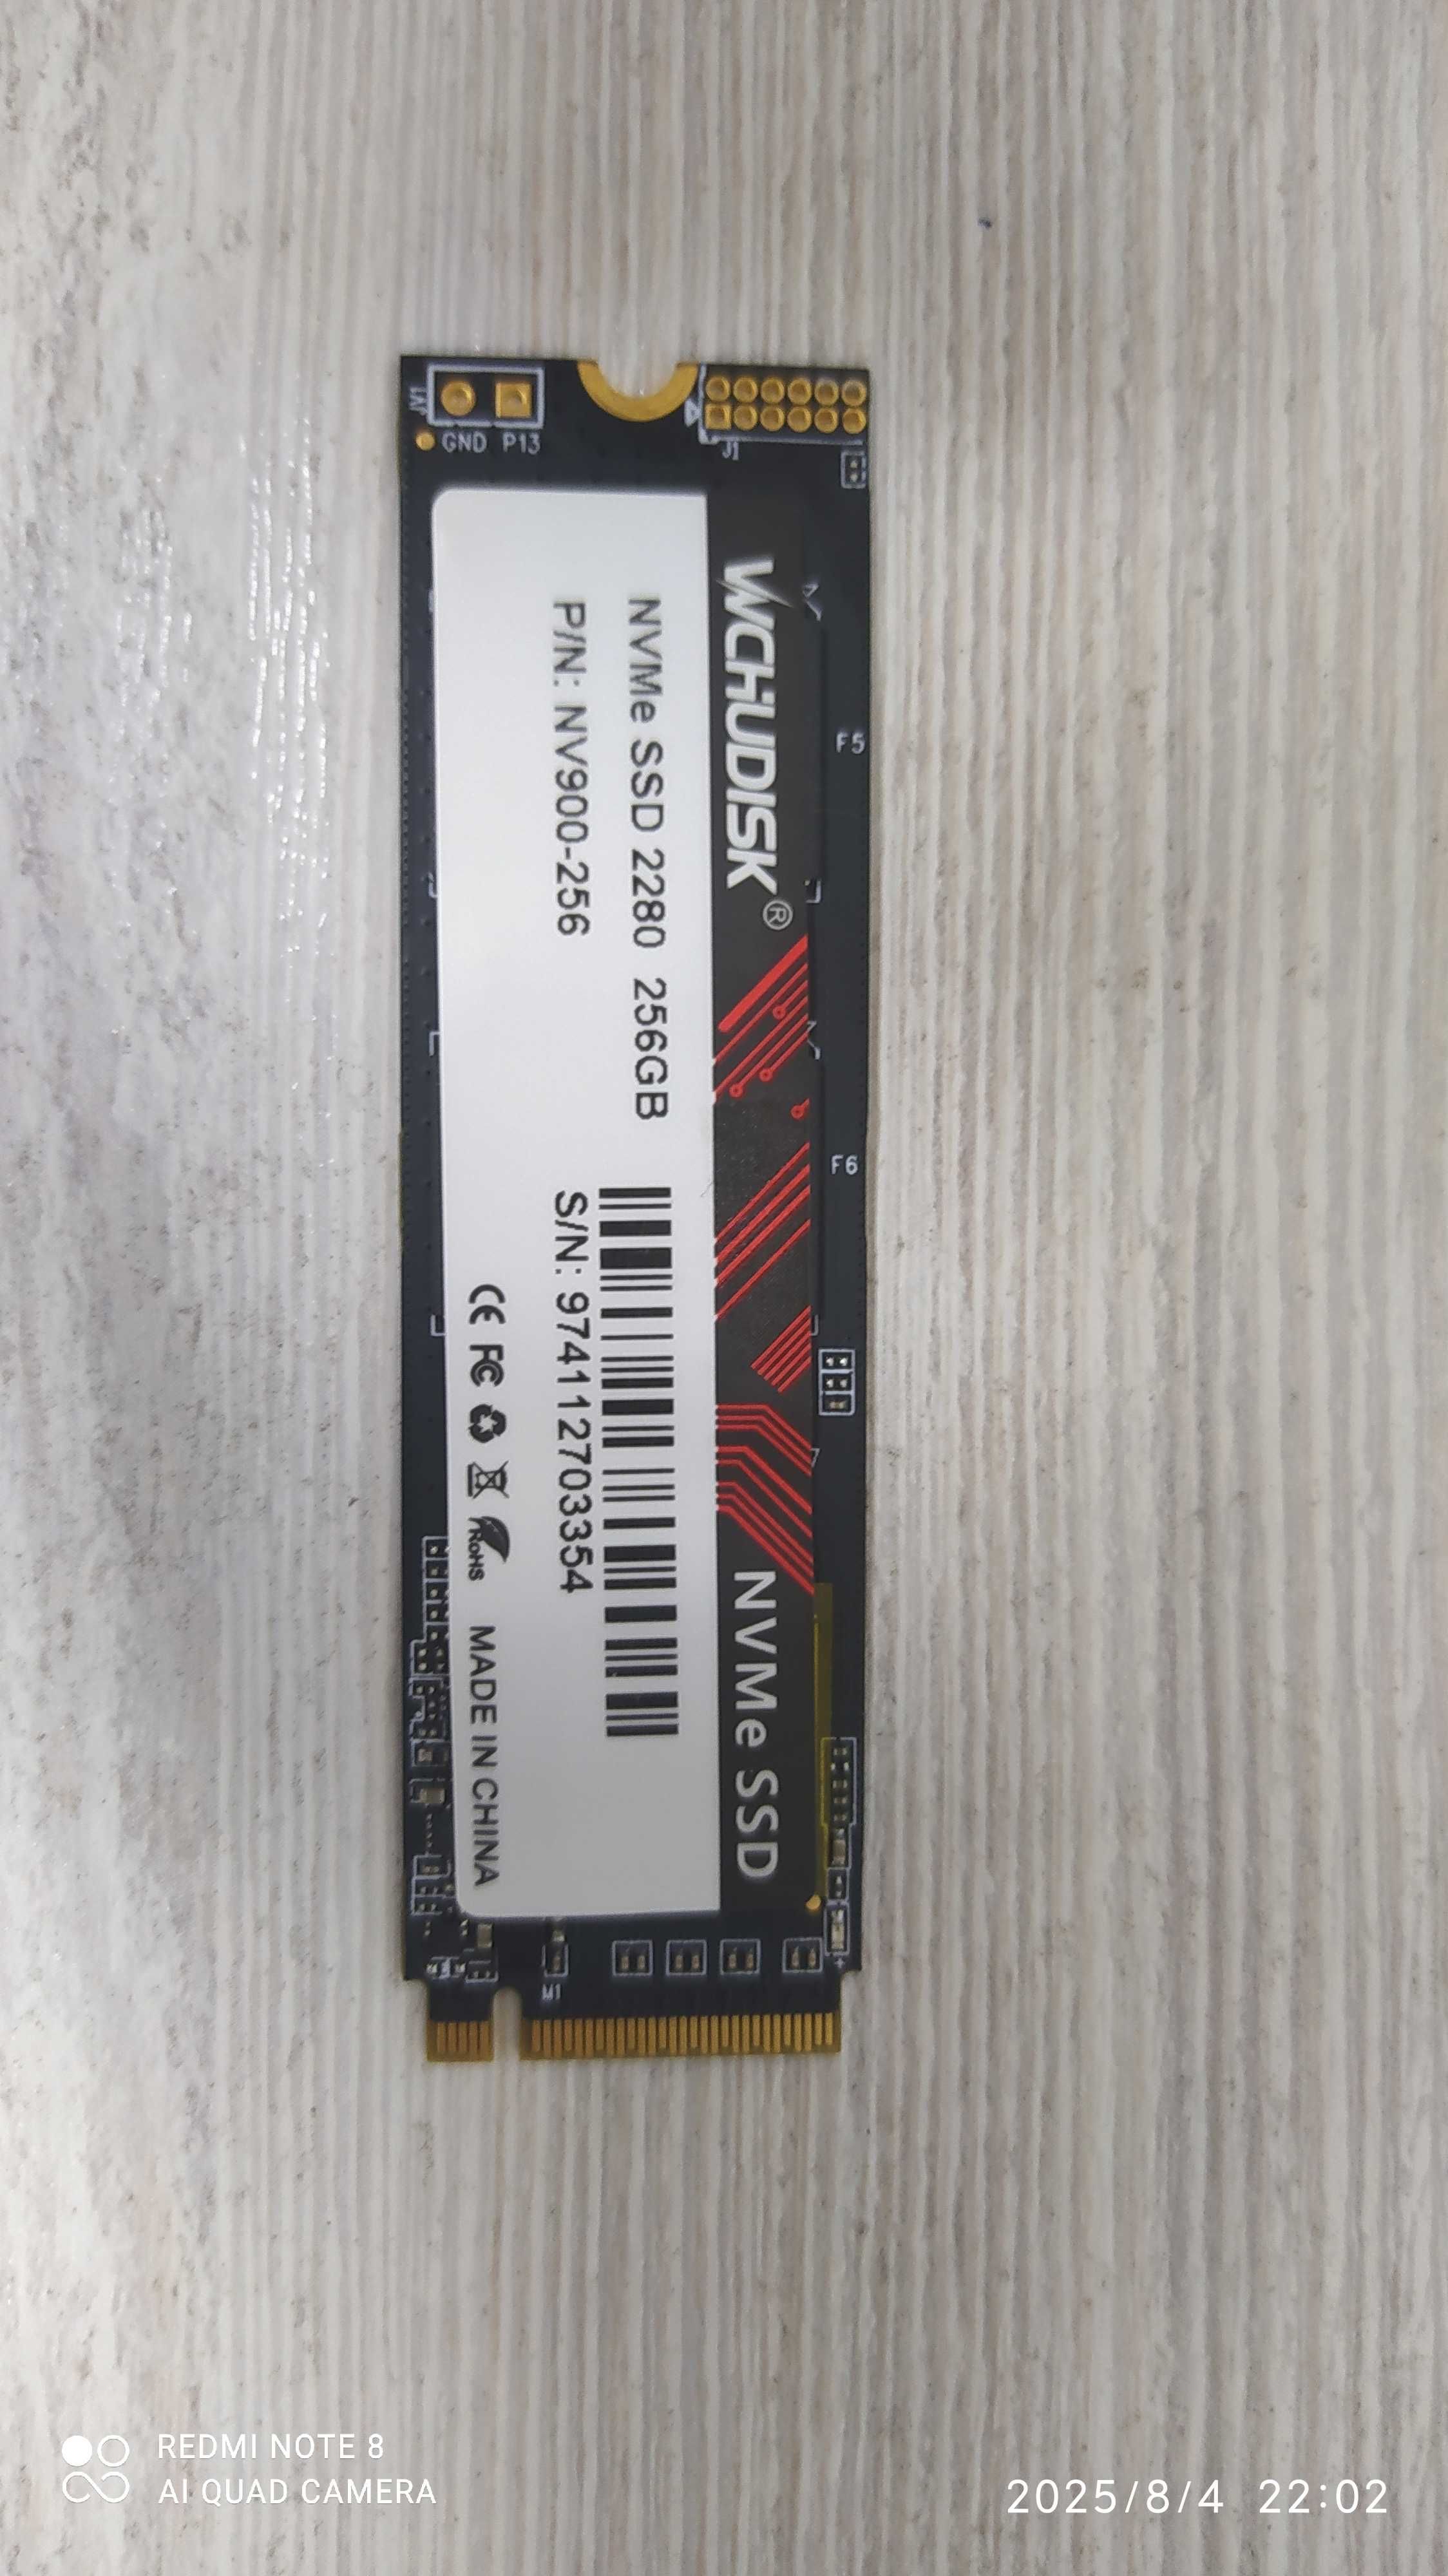 JW1
GND P13
J1
F5
F6
WCHUDISK®
NVMe SSD
NVMe SSD 2280 256GB
P/N: NV900-256
S/N: 974112703354
CE FC RoHS MADE IN CHINA
M1
REDMI NOTE 8
AI QUAD CAMERA
2025/8/4 22:02